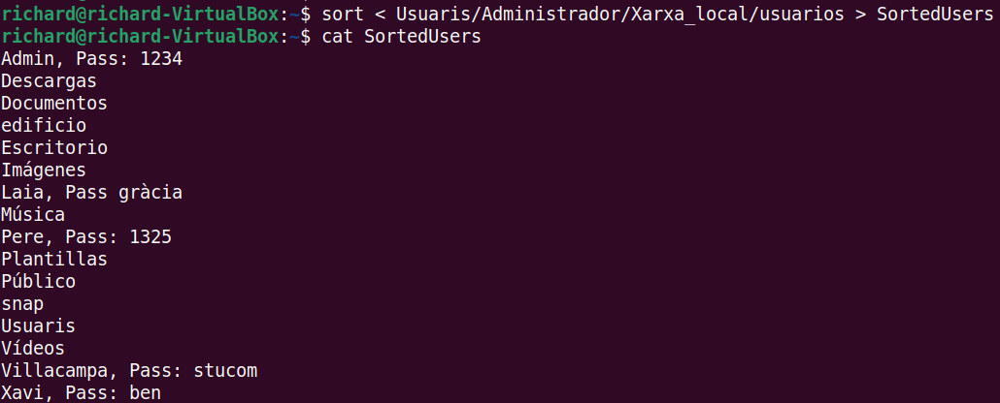 richard@richard-VirtualBox:~$ sort < Usuaris/Administrador/Xarxa_local/usuarios > SortedUsers
richard@richard-VirtualBox:~$ cat SortedUsers
Admin, Pass: 1234
Descargas
Documentos
edificio
Escritorio
Imágenes
Laia, Pass gràcia
Música
Pere, Pass: 1325
Plantillas
Público
snap
Usuaris
Vídeos
Villacampa, Pass: stucom
Xavi, Pass: ben